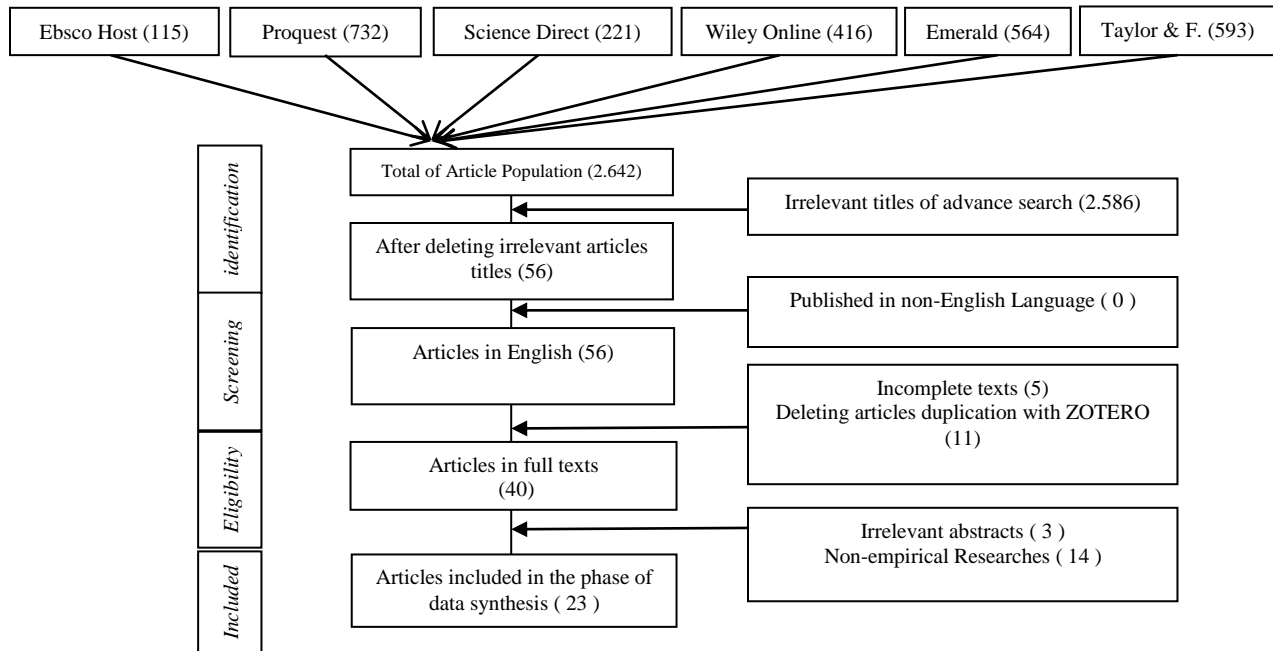 Ebsco Host (115)
Proquest (732)
Science Direct (221)
Wiley Online (416)
Emerald (564)
Taylor & F. (593)
identification
Total of Article Population (2.642)
Irrelevant titles of advance search (2.586)
After deleting irrelevant articles
titles (56)
Screening
Published in non-English Language ( 0 )
Articles in English (56)
Incomplete texts (5)
Deleting articles duplication with ZOTERO
(11)
Eligibility
Articles in full texts
(40)
Irrelevant abstracts ( 3 )
Non-empirical Researches ( 14 )
Included
Articles included in the phase of
data synthesis ( 23 )